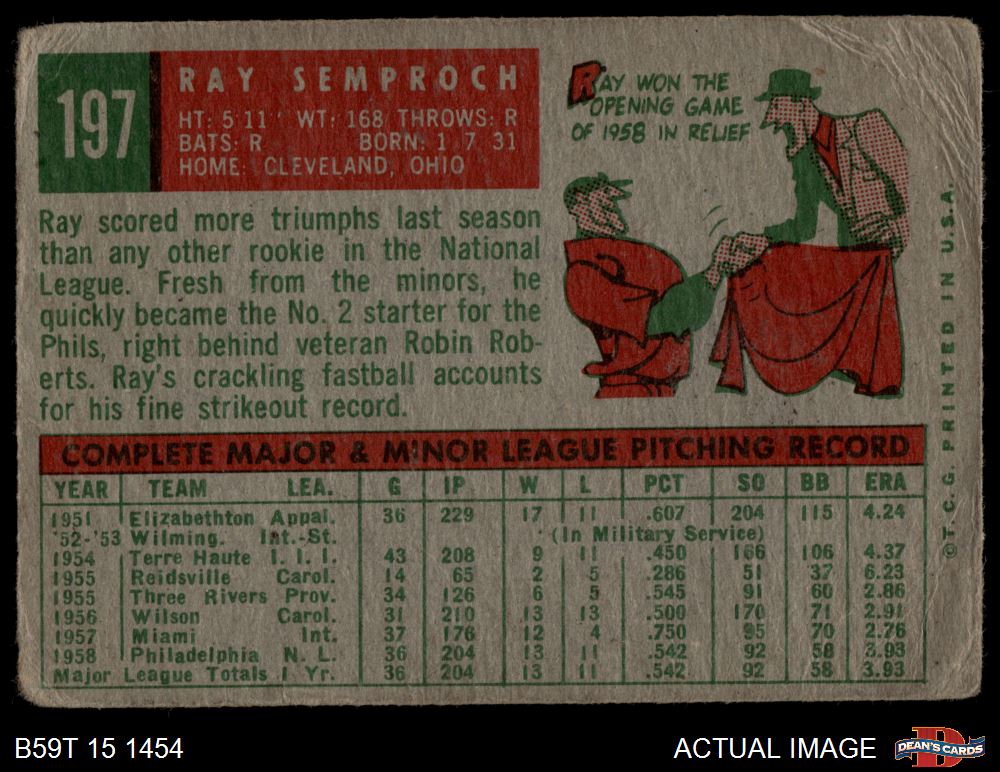 197
RAY SEMPROCH
HT: 5 11" WT: 168 THROWS: R
BATS: R BORN: 1 7 31
HOME: CLEVELAND, OHIO
RAY WON THE
OPENING GAME
OF 1958 IN RELIEF
Ray scored more triumphs last season
than any other rookie in the National
League. Fresh from the minors, he
quickly became the No. 2 starter for the
Phils, right behind veteran Robin Rob-
erts. Ray's crackling fastball accounts
for his fine strikeout record.
COMPLETE MAJOR & MINOR LEAGUE PITCHING RECORD
YEAR TEAM LEA. G IP W L PCT SO BB ERA
1951 Elizabethton Appal. 36 229 17 11 .607 204 115 4.24
'52-'53 Wilming. Int.-St. (In Military Service)
1954 Terre Haute I. I. I. 43 208 9 11 .450 166 106 4.37
1955 Reidsville Carol. 14 65 2 5 .286 51 37 6.23
1955 Three Rivers Prov. 34 126 6 5 .545 91 60 2.86
1956 Wilson Carol. 31 210 13 13 .500 170 71 2.91
1957 Miami Int. 37 176 12 4 .750 95 70 2.76
1958 Philadelphia N. L. 36 204 13 11 .542 92 58 3.93
Major League Totals 1 Yr. 36 204 13 11 .542 92 58 3.93
©T.C.G. PRINTED IN U.S.A.
B59T 15 1454
ACTUAL IMAGE
D
DEAN'S CARDS